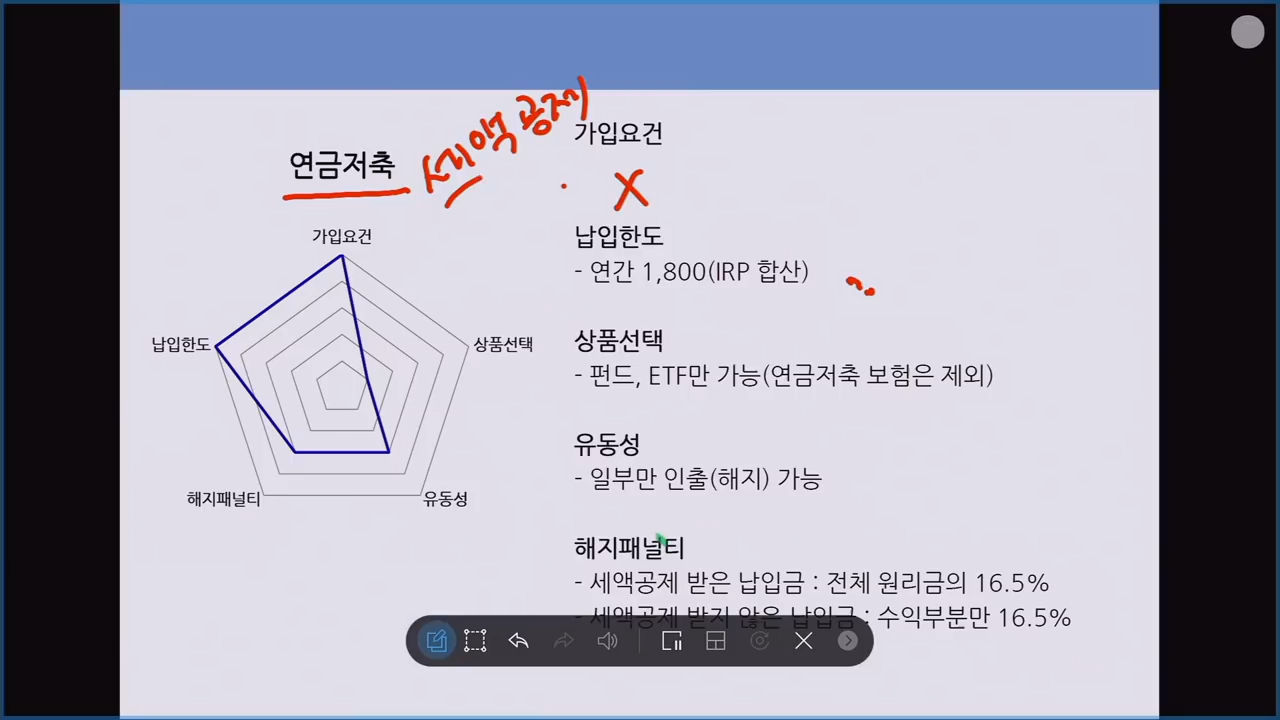 연금저축
세액공제
가입요건
납입한도
상품선택
해지패널티
유동성
가입요건
X
납입한도
- 연간 1,800(IRP 합산)
상품선택
- 펀드, ETF만 가능(연금저축 보험은 제외)
유동성
- 일부만 인출(해지) 가능
해지패널티
- 세액공제 받은 납입금 : 전체 원리금의 16.5%
- 세액공제 받지 않은 납입금 : 수익부분만 16.5%